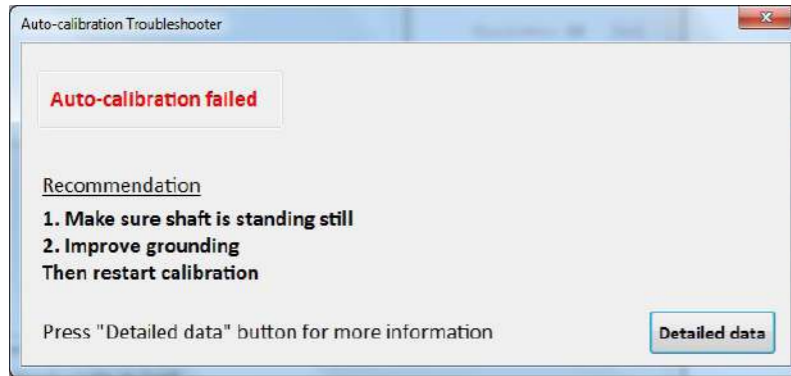 Auto-calibration Troubleshooter
Auto-calibration failed
Recommendation
1. Make sure shaft is standing still
2. Improve grounding
Then restart calibration
Press "Detailed data" button for more information
Detailed data